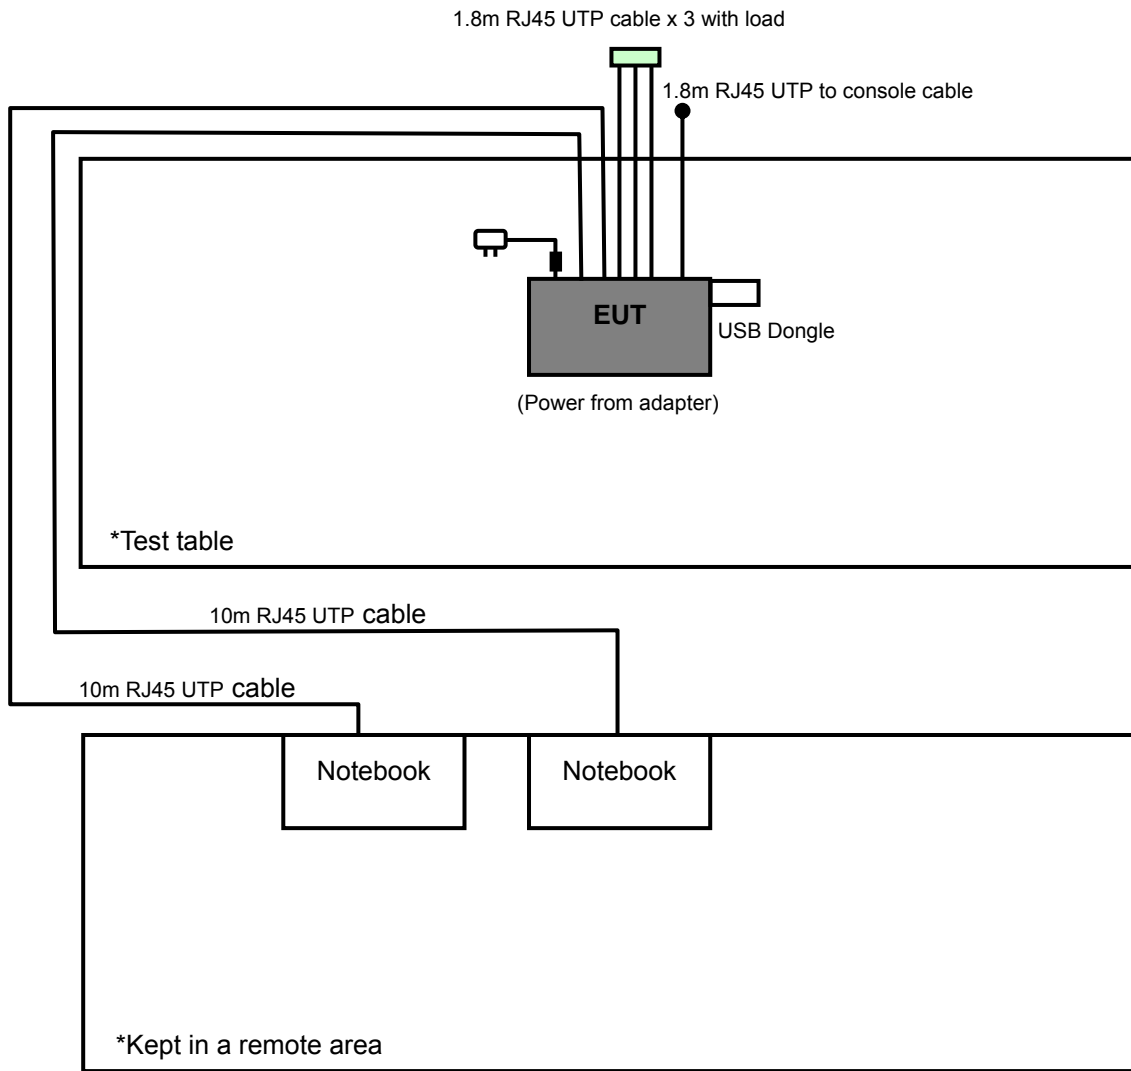 1.8m RJ45 UTP cable x 3 with load
1.8m RJ45 UTP to console cable
EUT
USB Dongle
(Power from adapter)
*Test table
10m RJ45 UTP cable
10m RJ45 UTP cable
Notebook
Notebook
*Kept in a remote area